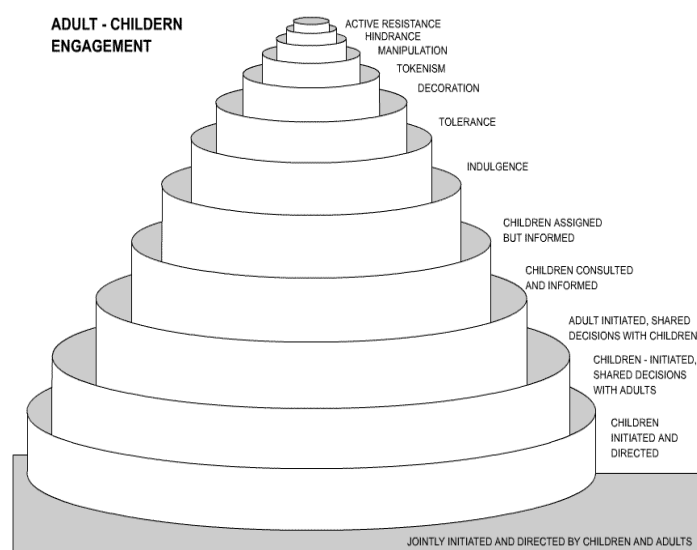 ADULT - CHILDERN
ENGAGEMENT
ACTIVE RESISTANCE
HINDRANCE
MANIPULATION
TOKENISM
DECORATION
TOLERANCE
INDULGENCE
CHILDREN ASSIGNED
BUT INFORMED
CHILDREN CONSULTED
AND INFORMED
ADULT INITIATED, SHARED
DECISIONS WITH CHILDREN
CHILDREN - INITIATED,
SHARED DECISIONS
WITH ADULTS
CHILDREN
INITIATED AND
DIRECTED
JOINTLY INITIATED AND DIRECTED BY CHILDREN AND ADULTS